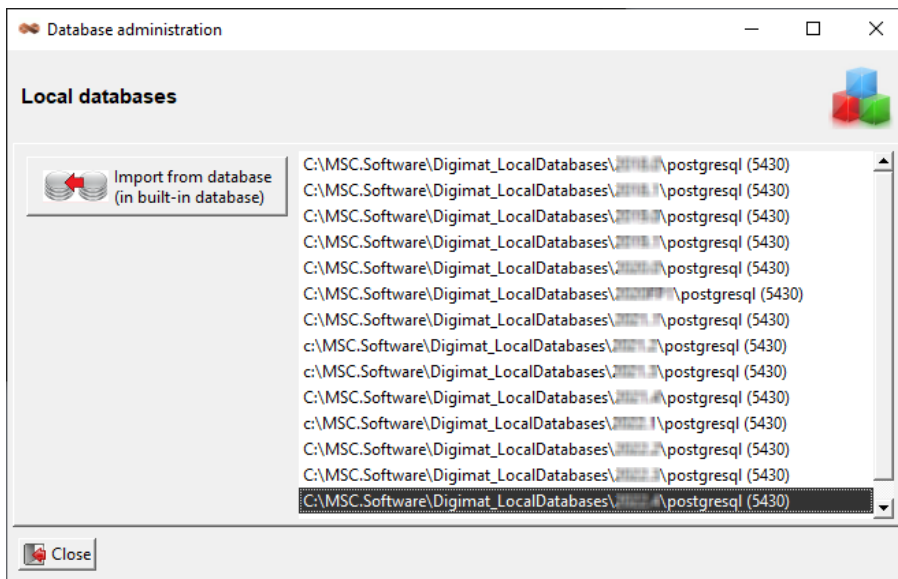 Database administration
Local databases
Import from database
(in built-in database)
C:\MSC.Software\Digimat_LocalDatabases\ \postgresql (5430)
C:\MSC.Software\Digimat_LocalDatabases\ \postgresql (5430)
C:\MSC.Software\Digimat_LocalDatabases\ \postgresql (5430)
C:\MSC.Software\Digimat_LocalDatabases\ \postgresql (5430)
C:\MSC.Software\Digimat_LocalDatabases\ \postgresql (5430)
C:\MSC.Software\Digimat_LocalDatabases\ \postgresql (5430)
C:\MSC.Software\Digimat_LocalDatabases\ \postgresql (5430)
c:\MSC.Software\Digimat_LocalDatabases\ \postgresql (5430)
c:\MSC.Software\Digimat_LocalDatabases\ \postgresql (5430)
C:\MSC.Software\Digimat_LocalDatabases\ \postgresql (5430)
c:\MSC.Software\Digimat_LocalDatabases\ \postgresql (5430)
C:\MSC.Software\Digimat_LocalDatabases\ \postgresql (5430)
C:\MSC.Software\Digimat_LocalDatabases\ \postgresql (5430)
C:\MSC.Software\Digimat_LocalDatabases\ \postgresql (5430)
Close